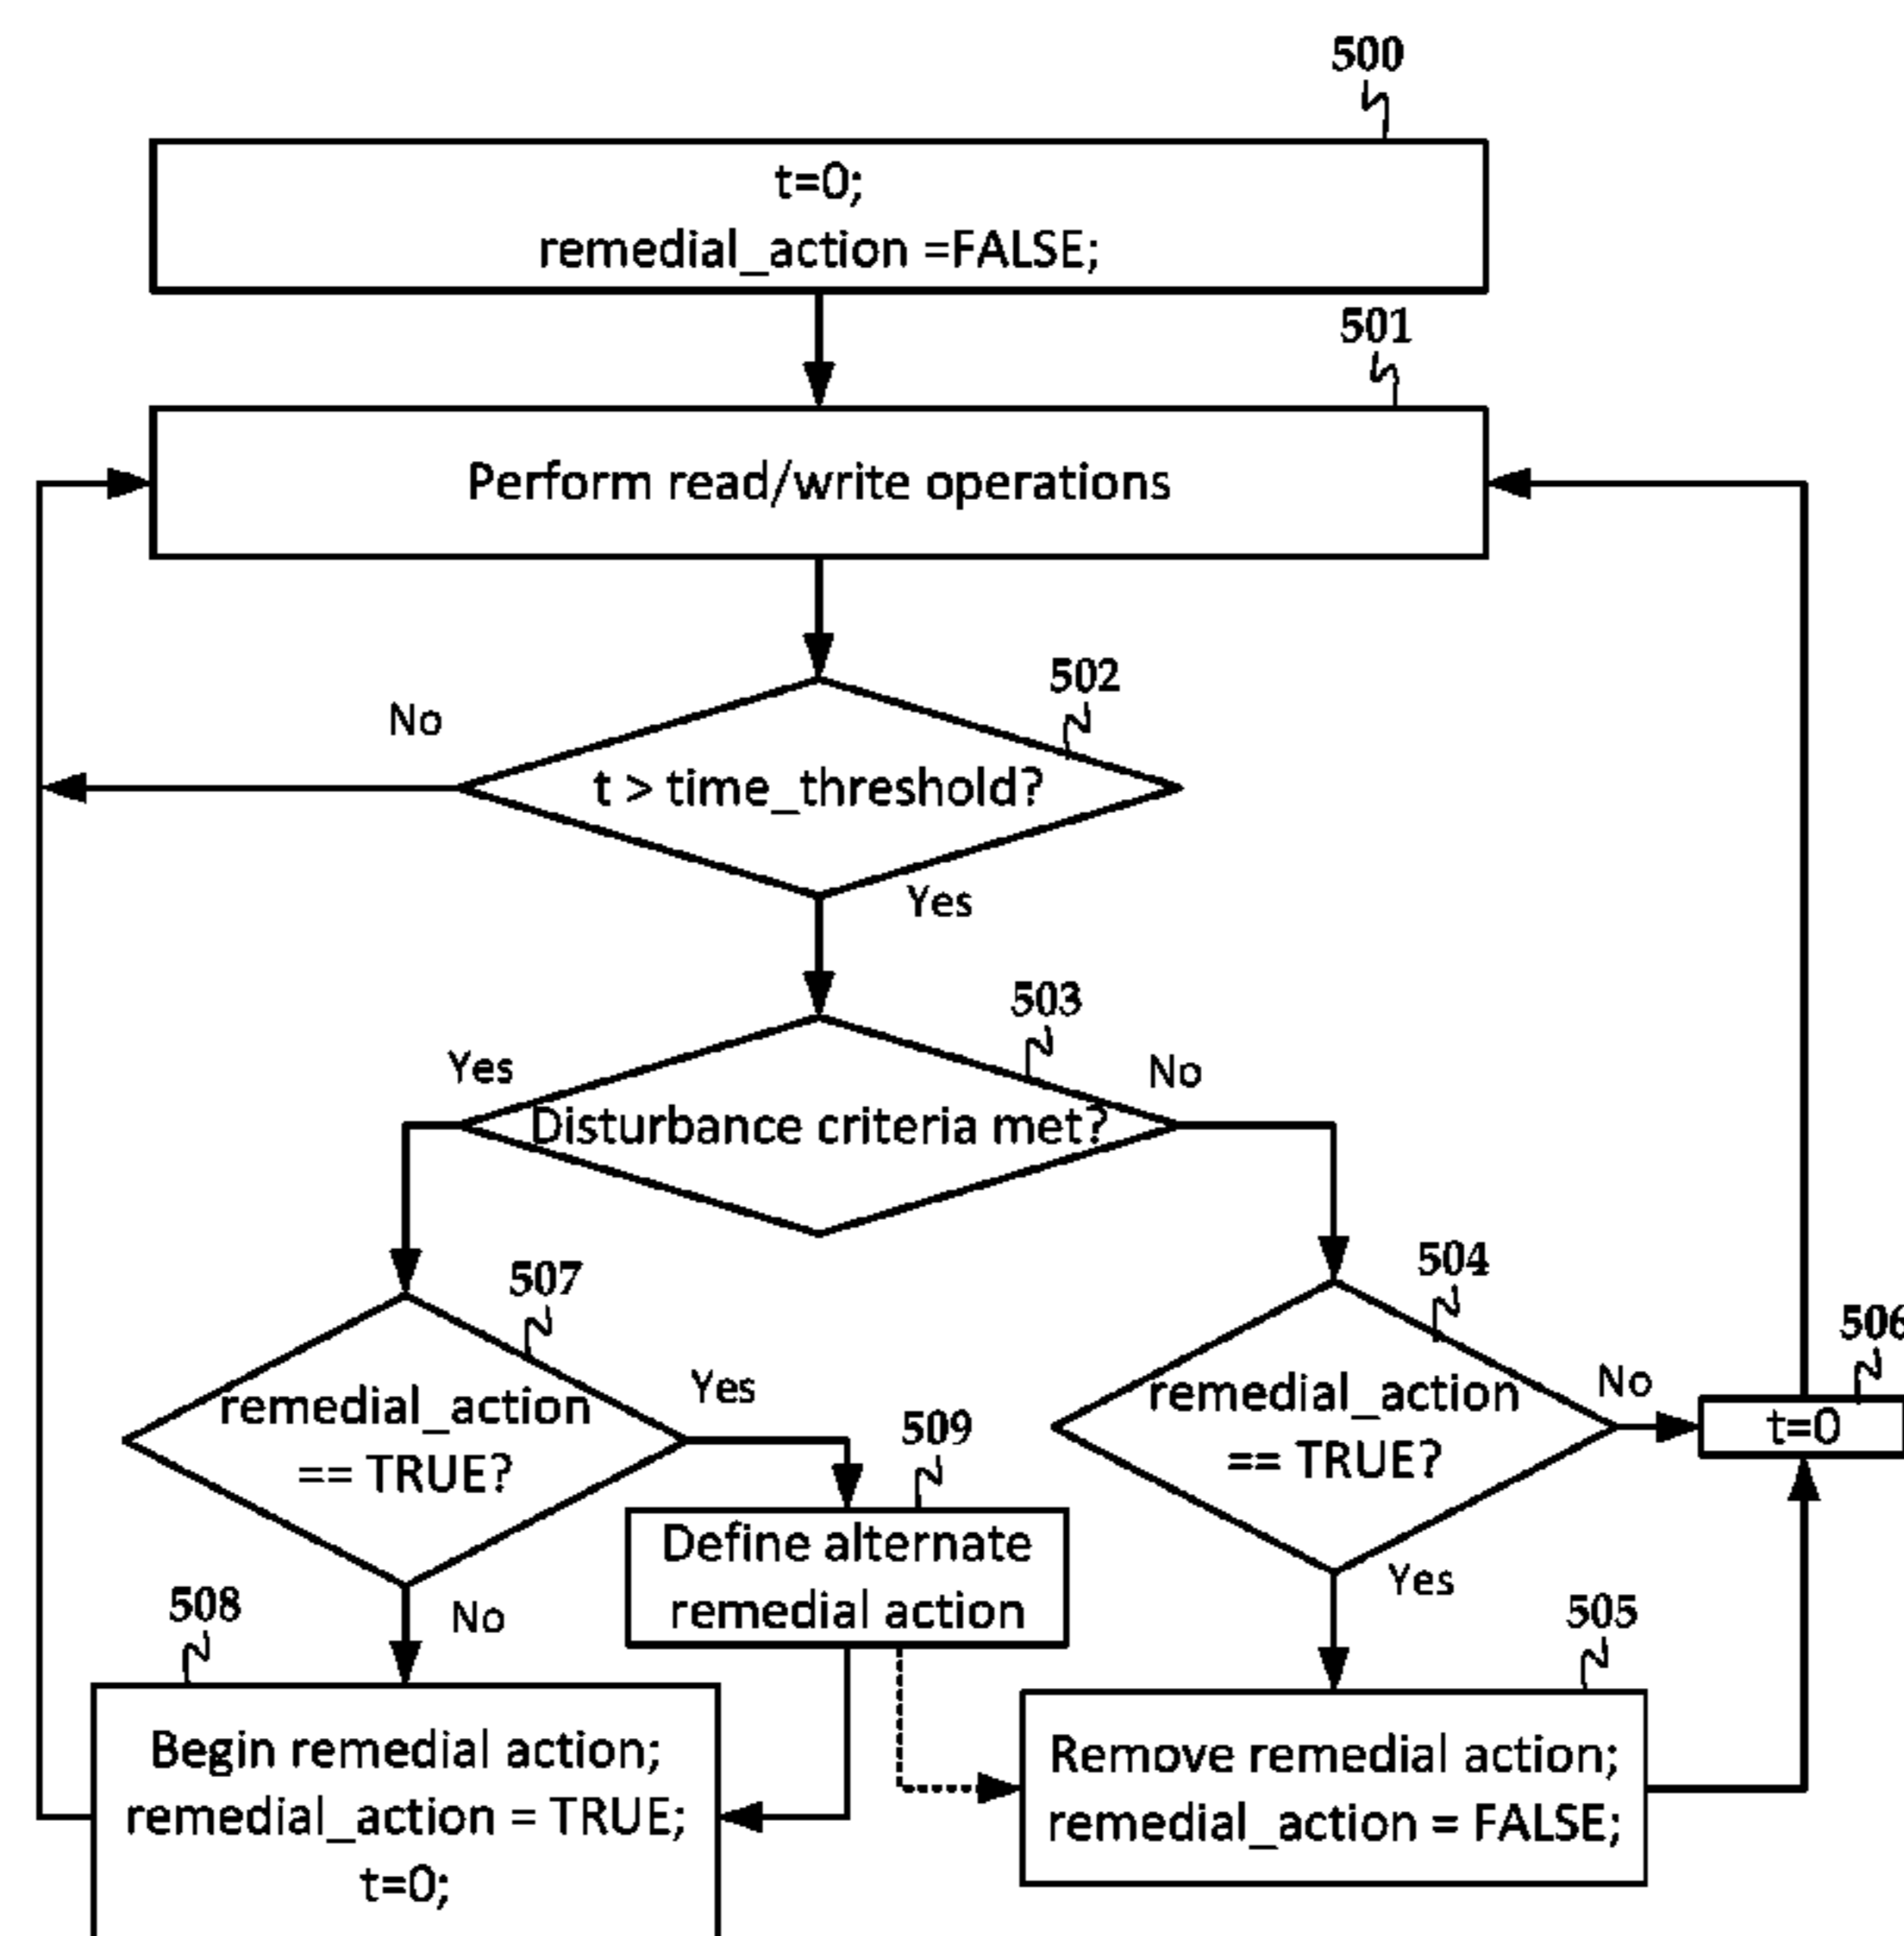 500
t=0;
remedial_action =FALSE;
501
Perform read/write operations
502
No
t > time_threshold?
Yes
503
Yes
No
Disturbance criteria met?
507
504
506
remedial_action
== TRUE?
Yes
509
remedial_action
== TRUE?
No
t=0
Define alternate
remedial action
Yes
508
No
505
Begin remedial action;
remedial_action = TRUE;
t=0;
Remove remedial action;
remedial_action = FALSE;